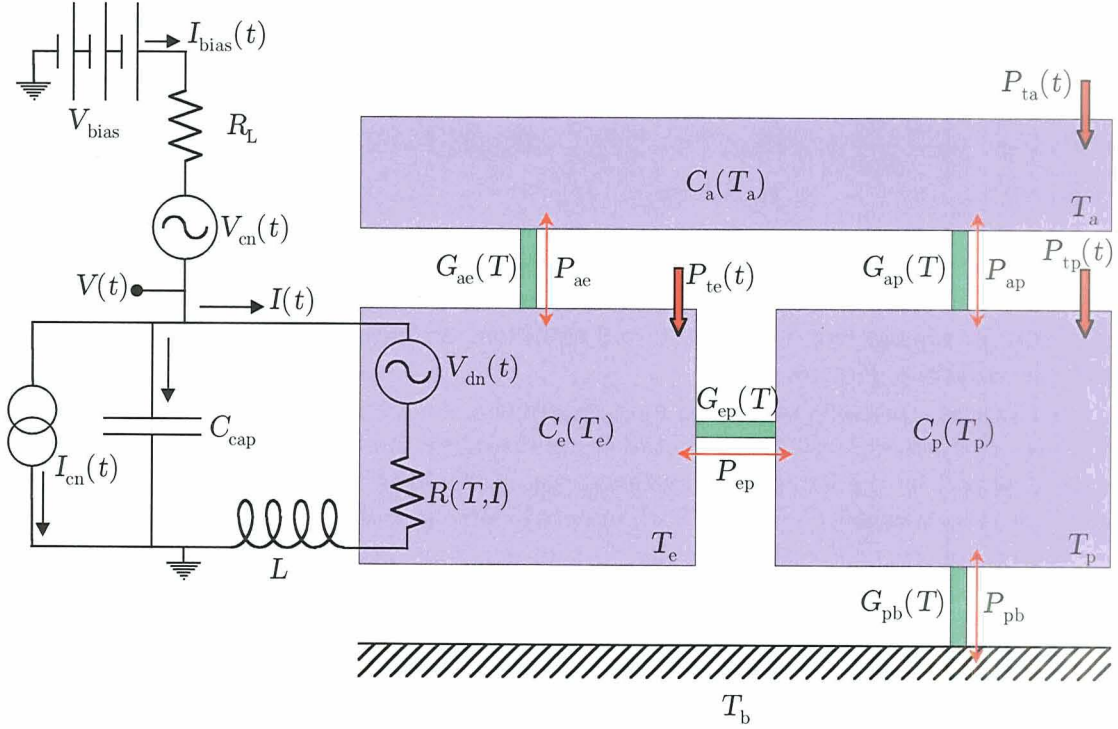 I_bias(t)
V_bias
R_L
P_ta(t)
C_a(T_a)
T_a
V_cn(t)
G_ae(T)
P_ae
G_ap(T)
P_ap
P_te(t)
P_tp(t)
V(t)
I(t)
V_dn(t)
G_ep(T)
C_cap
C_e(T_e)
C_p(T_p)
I_cn(t)
R(T,I)
P_ep
L
T_e
T_p
G_pb(T)
P_pb
T_b